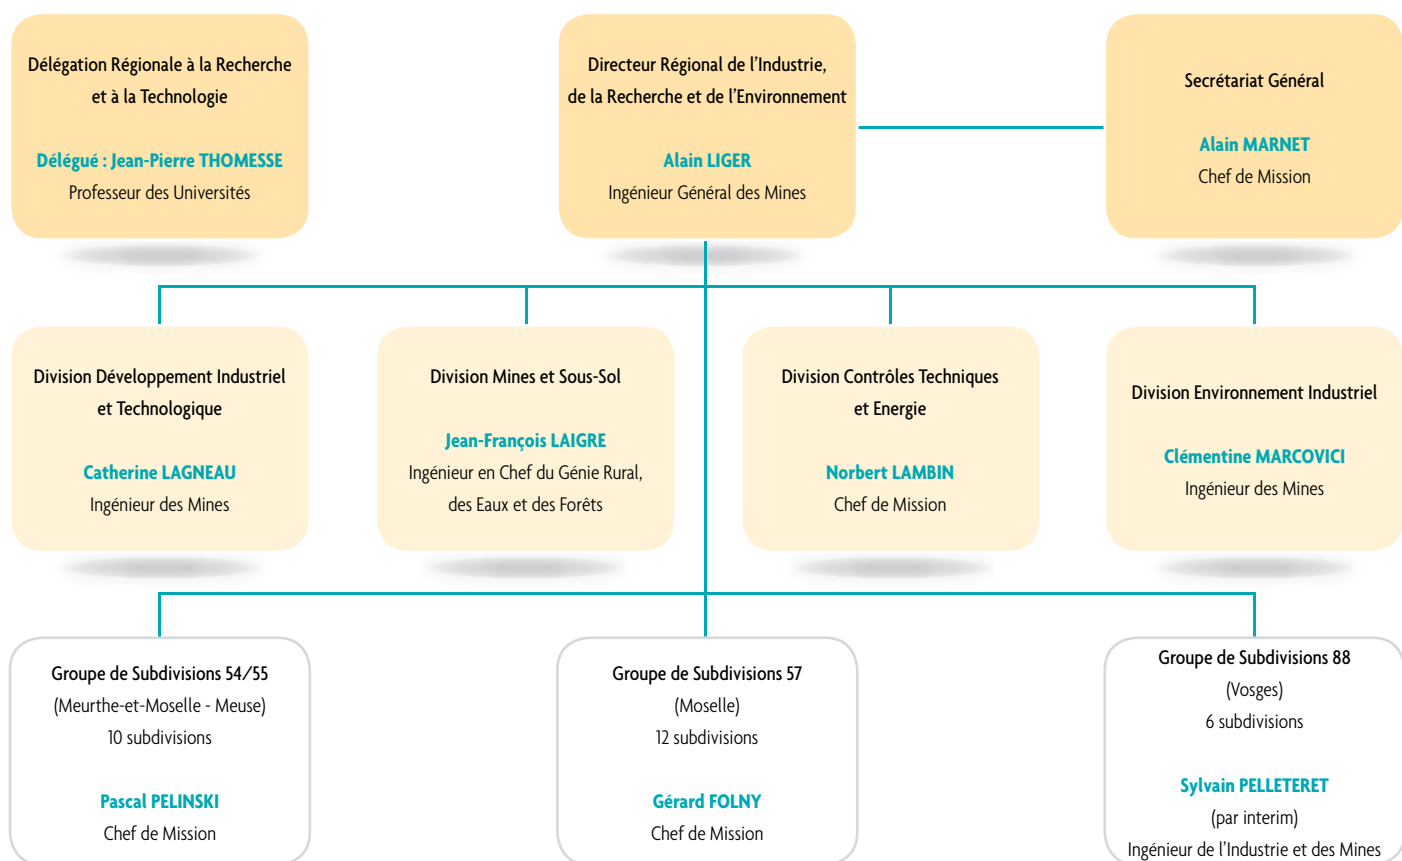 Délégation Régionale à la Recherche
et à la Technologie
Délégué : Jean-Pierre THOMESSE
Professeur des Universités
Directeur Régional de l'Industrie,
de la Recherche et de l'Environnement
Alain LIGER
Ingénieur Général des Mines
Secrétariat Général
Alain MARNET
Chef de Mission
Division Développement Industriel
et Technologique
Catherine LAGNEAU
Ingénieur des Mines
Division Mines et Sous-Sol
Jean-François LAIGRE
Ingénieur en Chef du Génie Rural,
des Eaux et des Forêts
Division Contrôles Techniques
et Energie
Norbert LAMBIN
Chef de Mission
Division Environnement Industriel
Clémentine MARCOVICI
Ingénieur des Mines
Groupe de Subdivisions 54/55
(Meurthe-et-Moselle - Meuse)
10 subdivisions
Pascal PELINSKI
Chef de Mission
Groupe de Subdivisions 57
(Moselle)
12 subdivisions
Gérard FOLNY
Chef de Mission
Groupe de Subdivisions 88
(Vosges)
6 subdivisions
Sylvain PELLETERET
(par interim)
Ingénieur de l'Industrie et des Mines